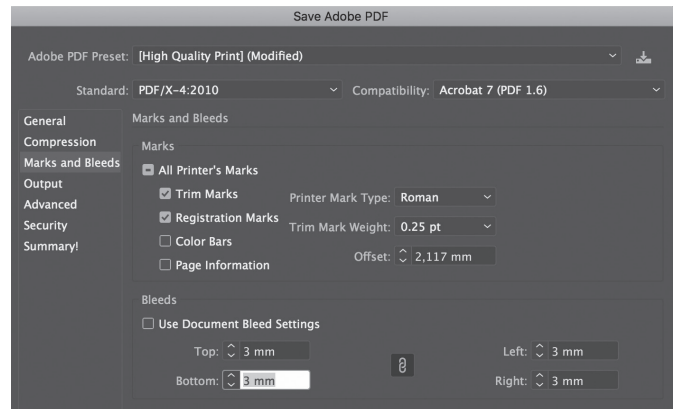 Save Adobe PDF
Adobe PDF Preset: [High Quality Print] (Modified)
Standard: PDF/X-4:2010 Compatibility: Acrobat 7 (PDF 1.6)
General
Compression
Marks and Bleeds
Output
Advanced
Security
Summary!
Marks and Bleeds
Marks
All Printer's Marks
Trim Marks
Registration Marks
Color Bars
Page Information
Printer Mark Type: Roman
Trim Mark Weight: 0.25 pt
Offset: 2,117 mm
Bleeds
Use Document Bleed Settings
Top: 3 mm Left: 3 mm
Bottom: 3 mm Right: 3 mm